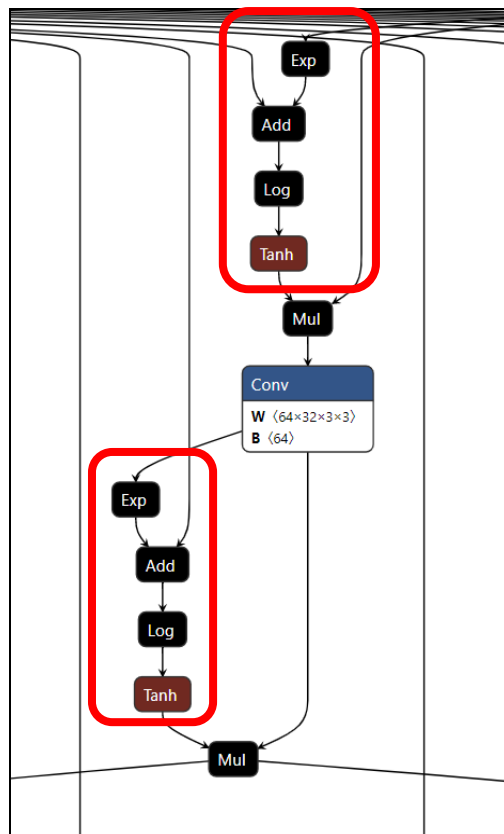 Exp
Add
Log
Tanh
Mul
Conv
W 〈64×32×3×3〉
B 〈64〉
Exp
Add
Log
Tanh
Mul